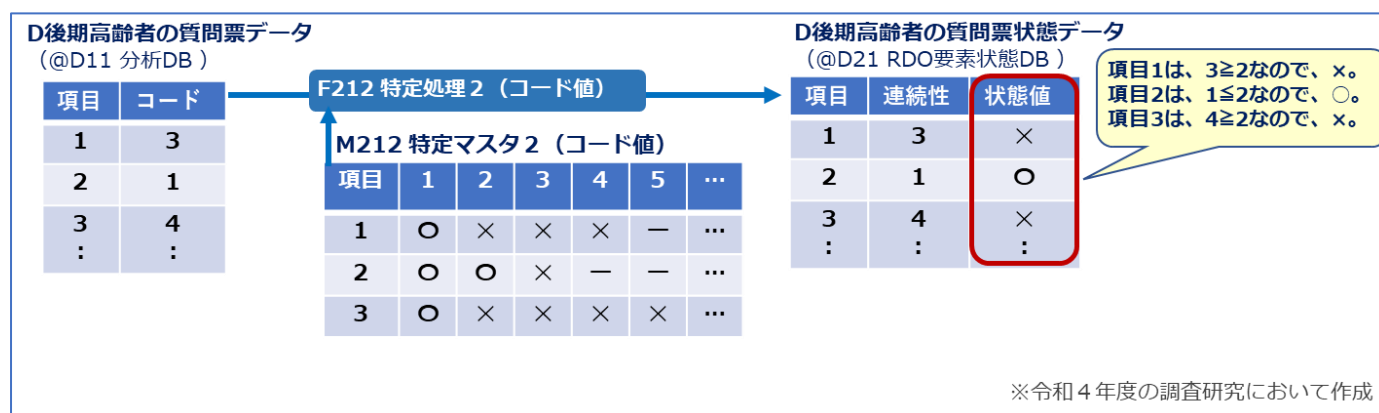 D後期高齢者の質問票データ
（@D11 分析DB ）
項目 コード
1 3
2 1
3 4
： ：
F212 特定処理２（コード値）
M212 特定マスタ２（コード値）
項目 1 2 3 4 5 …
1 ○ × × × － …
2 ○ ○ × － － …
3 ○ × × × × …
D後期高齢者の質問票状態データ
（@D21 RDO要素状態DB ）
項目 連続性 状態値
1 3 ×
2 1 ○
3 4 ×
： ： ：
項目1は、3≧2なので、×。
項目2は、1≦2なので、○。
項目3は、4≧2なので、×。
※令和４年度の調査研究において作成